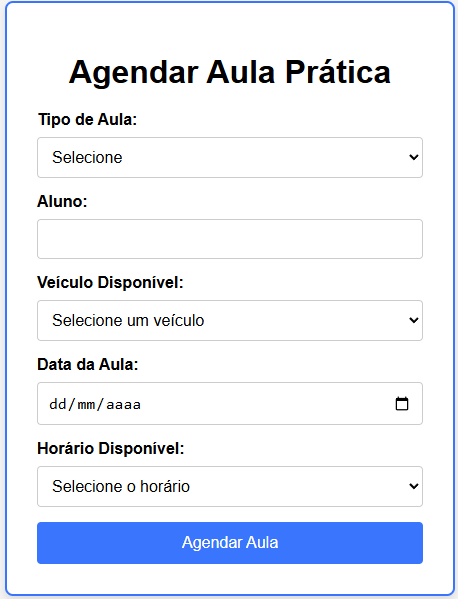 Agendar Aula Prática
Tipo de Aula:
Selecione
Aluno:
Veículo Disponível:
Selecione um veículo
Data da Aula:
dd/mm/aaaa
Horário Disponível:
Selecione o horário
Agendar Aula